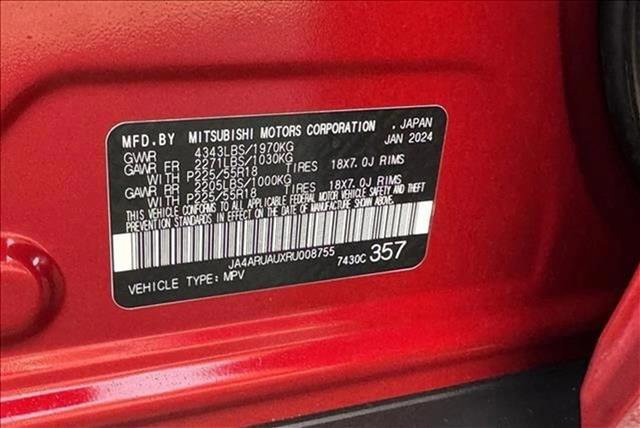 MFD.BY MITSUBISHI MOTORS CORPORATION . JAPAN
GVWR 4343LBS/1970KG JAN 2024
GAWR FR 2271LBS/1030KG
WITH P225/55R18 TIRES 18X7.0J RIMS
GAWR RR 2205LBS/1000KG
WITH P225/55R18 TIRES 18X7.0J RIMS
THIS VEHICLE CONFORMS TO ALL APPLICABLE FEDERAL MOTOR VEHICLE SAFETY AND THEFT
PREVENTION STANDARDS IN EFFECT ON THE DATE OF MANUFACTURE SHOWN ABOVE.
JA4ARUAUXRU008755 7430C 357
VEHICLE TYPE: MPV